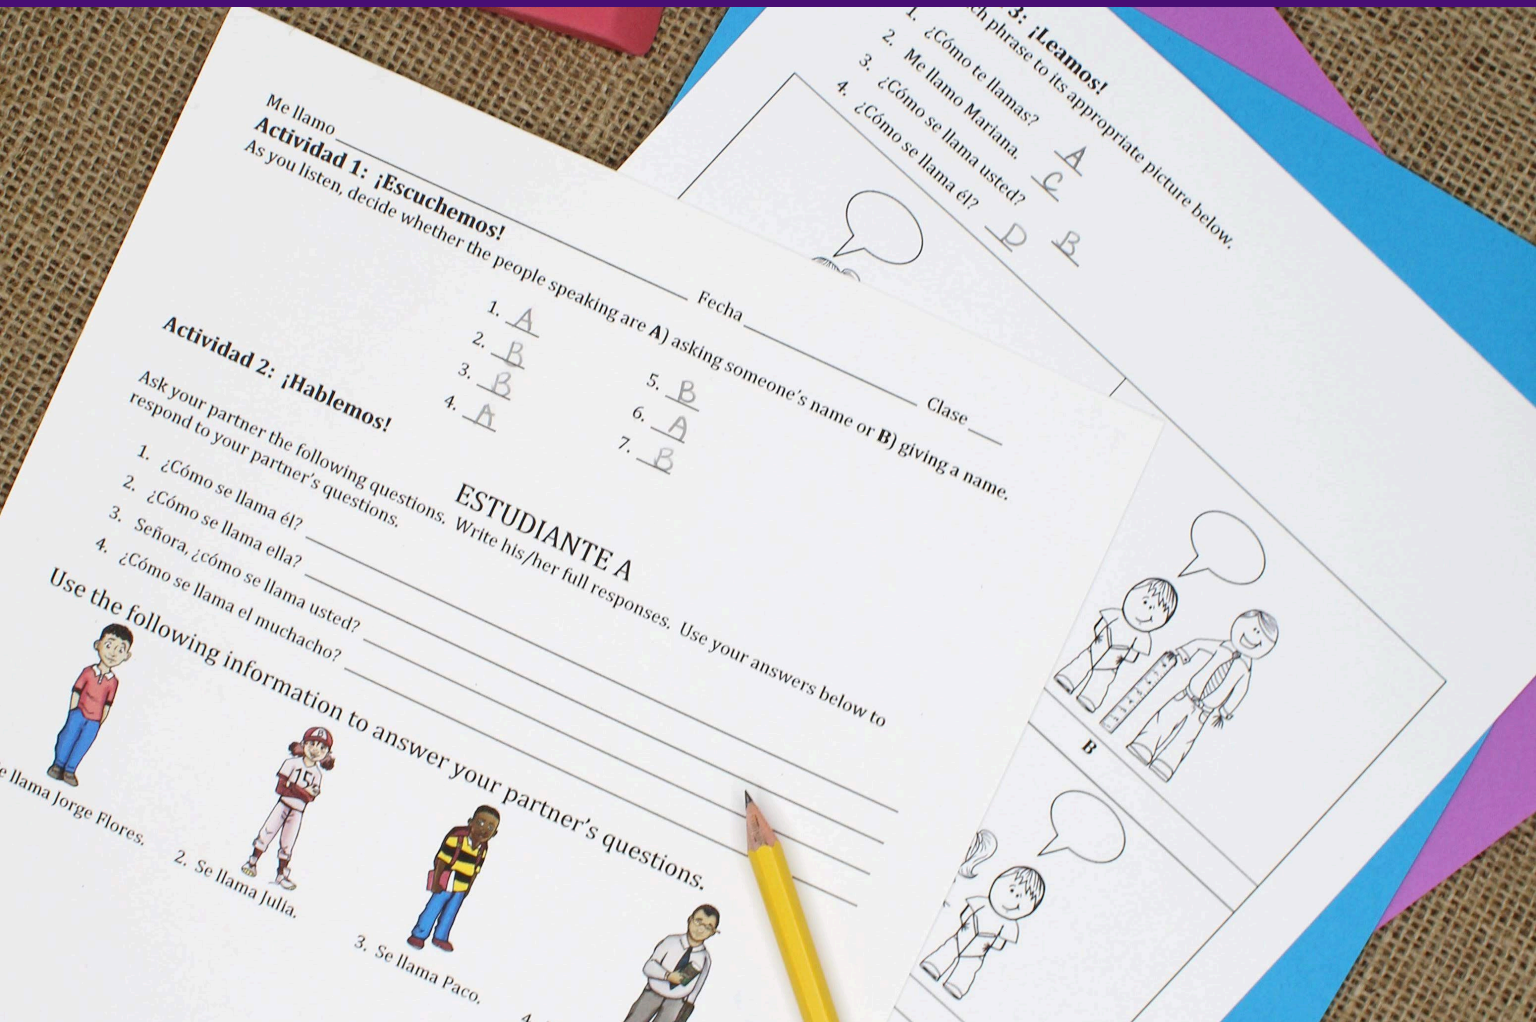 Me llamo Fecha Clase
Actividad 1: ¡Escuchemos!
As you listen, decide whether the people speaking are A) asking someone's name or B) giving a name.
1. A
2. B
3. B
4. A
5. B
6. A
7. B
Actividad 2: ¡Hablemos!
ESTUDIANTE A
Ask your partner the following questions. Write his/her full responses. Use your answers below to
respond to your partner's questions.
1. ¿Cómo se llama él?
2. ¿Cómo se llama ella?
3. Señora, ¿cómo se llama usted?
4. ¿Cómo se llama el muchacho?
Use the following information to answer your partner's questions.
llama Jorge Flores.
2. Se llama Julia.
3. Se llama Paco.
4.
15
3: ¡Leamos!
phrase to its appropriate picture below.
1. ¿Cómo te llamas? A
2. Me llamo Mariana. C
3. ¿Cómo se llama usted? B
4. ¿Cómo se llama él? D
B